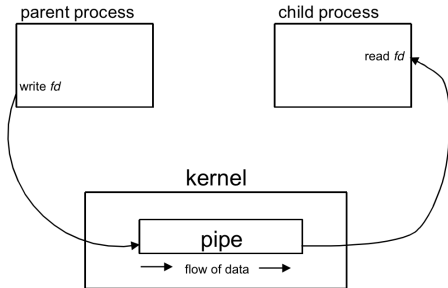 parent process
child process
read fd
write fd
kernel
pipe
flow of data